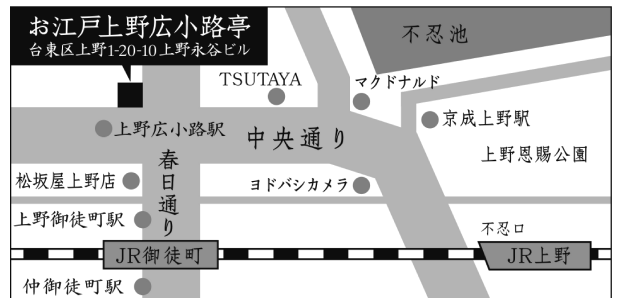 お江戸上野広小路亭
台東区上野1-20-10 上野永谷ビル
不忍池
TSUTAYA
マクドナルド
上野広小路駅
中央通り
京成上野駅
上野恩賜公園
春日通り
松坂屋上野店
ヨドバシカメラ
上野御徒町駅
不忍口
JR御徒町
JR上野
仲御徒町駅